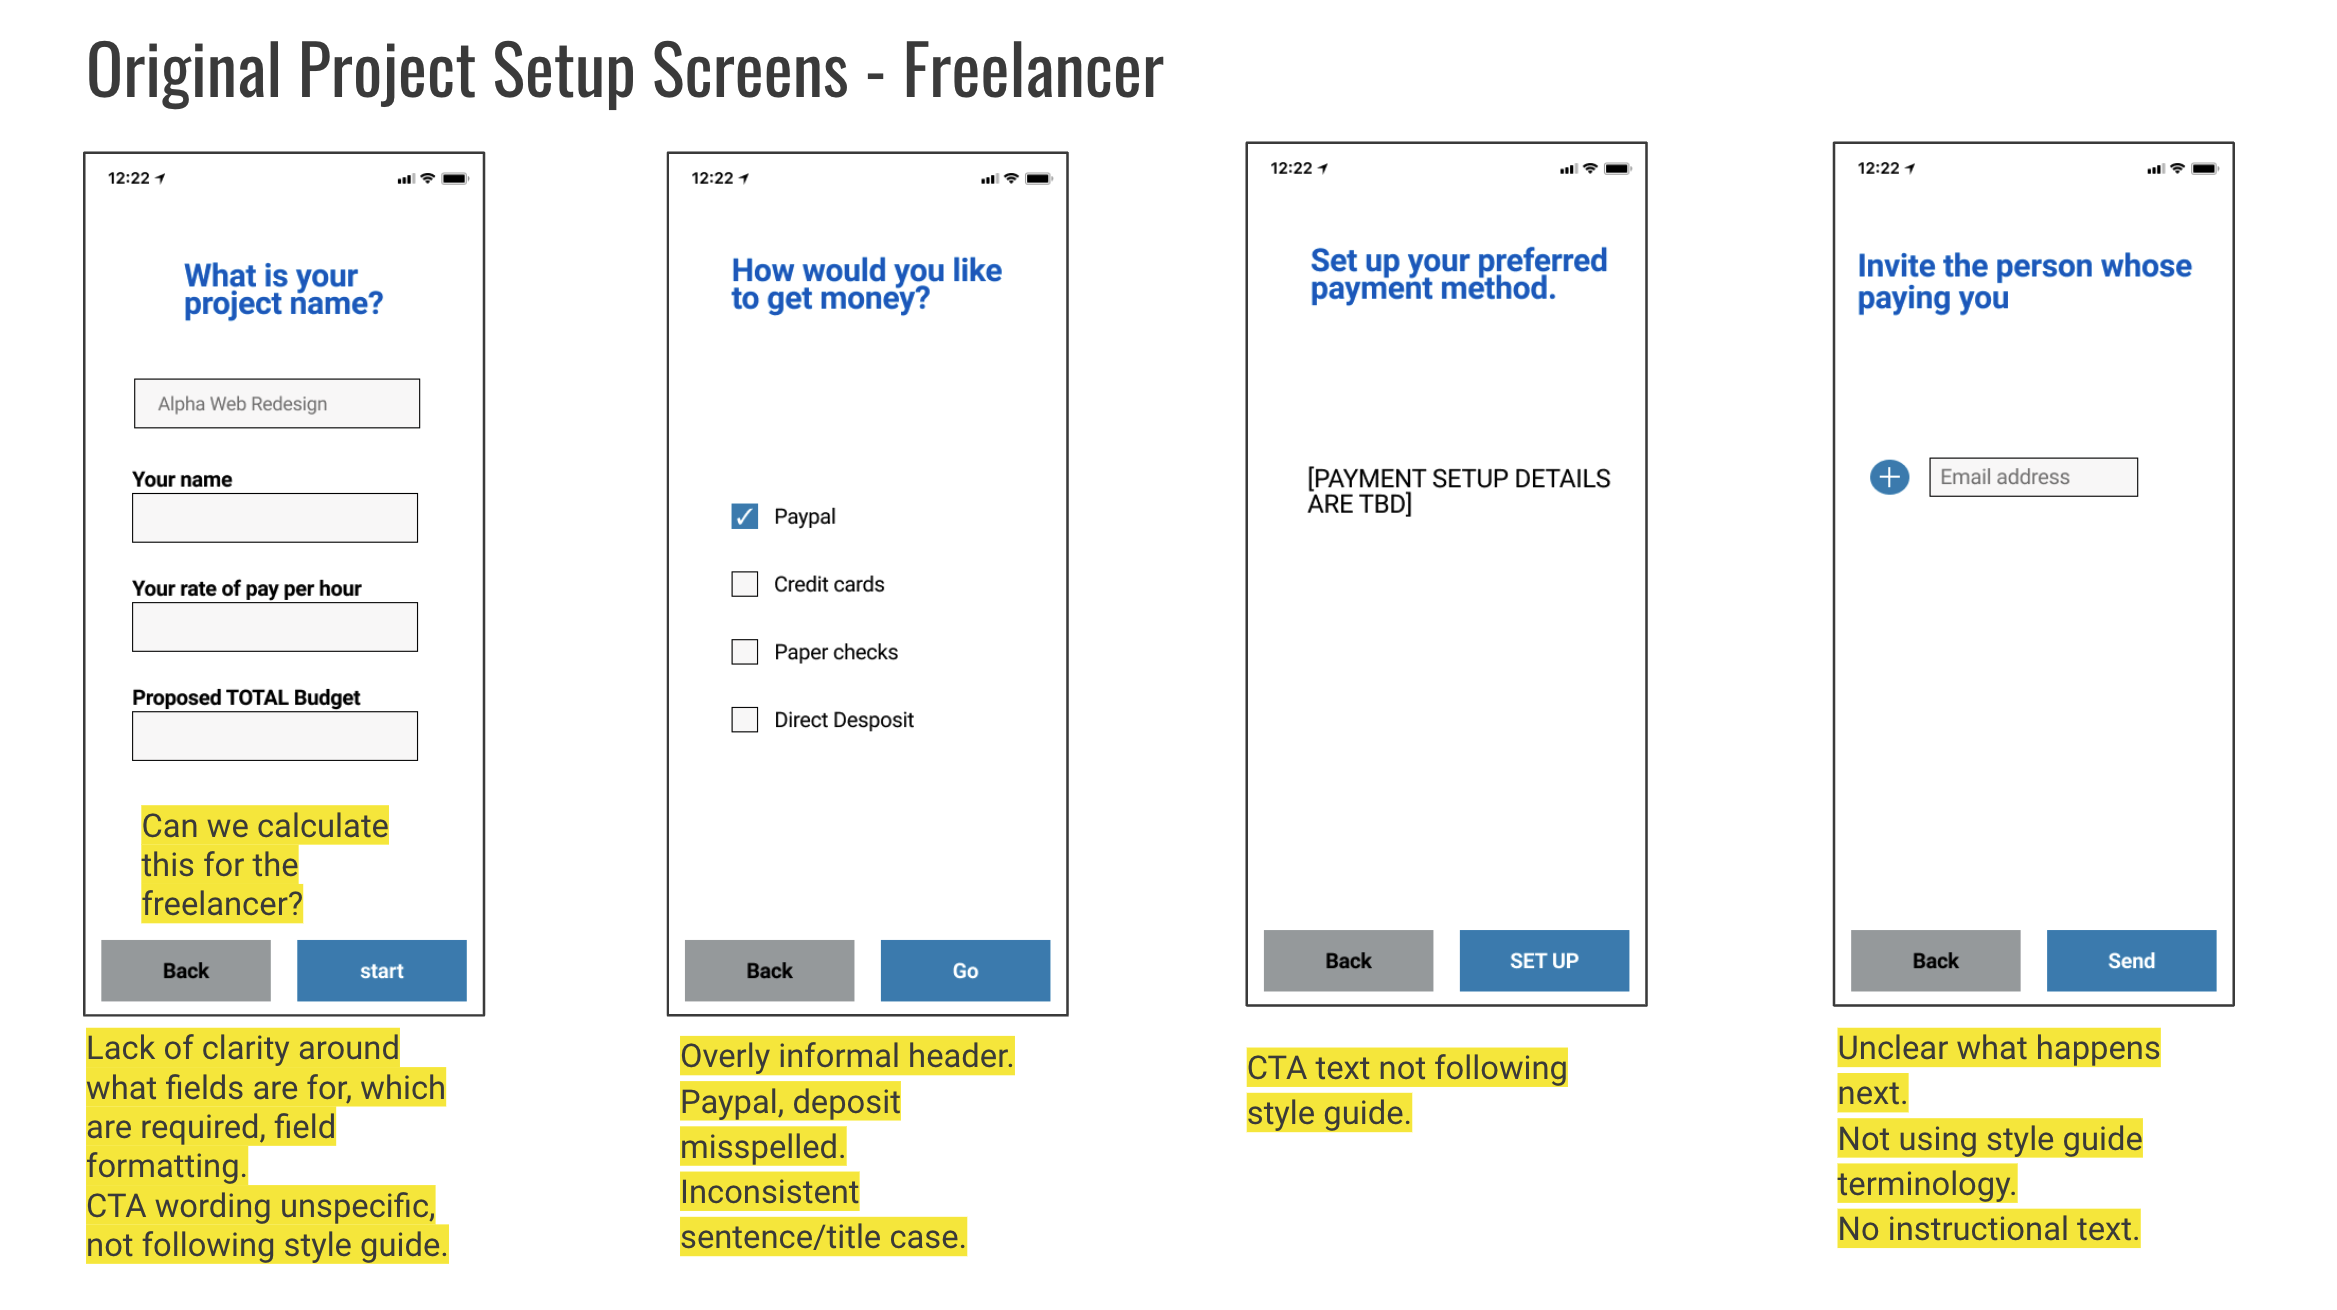 Original Project Setup Screens - Freelancer
12:22
What is your
project name?
Alpha Web Redesign
Your name
Your rate of pay per hour
Proposed TOTAL Budget
Can we calculate
this for the
freelancer?
Back
start
Lack of clarity around
what fields are for, which
are required, field
formatting.
CTA wording unspecific,
not following style guide.
12:22
How would you like
to get money?
Paypal
Credit cards
Paper checks
Direct Desposit
Back
Go
Overly informal header.
Paypal, deposit
misspelled.
Inconsistent
sentence/title case.
12:22
Set up your preferred
payment method.
[PAYMENT SETUP DETAILS
ARE TBD]
Back
SET UP
CTA text not following
style guide.
12:22
Invite the person whose
paying you
Email address
Back
Send
Unclear what happens
next.
Not using style guide
terminology.
No instructional text.